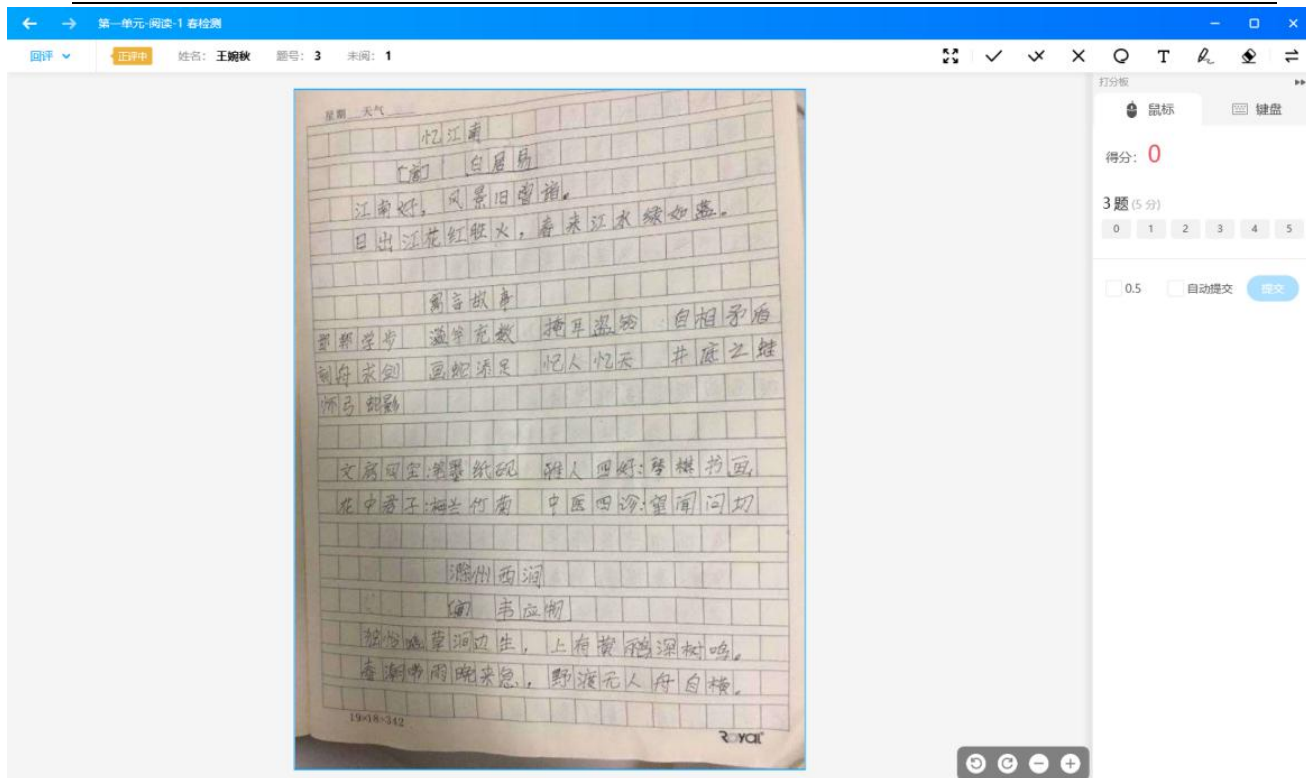 第一单元-阅读-1 春检测
回评 正评中 姓名: 王婉秋 题号: 3 未阅: 1
打分板
鼠标 键盘
得分: 0
3题 (5 分)
0 1 2 3 4 5
0.5 自动提交 提交
星期 天气
忆江南
[唐] 白居易
江南好，风景旧曾谙。
日出江花红胜火，春来江水绿如蓝。
寓言故事
邯郸学步 滥竽充数 掩耳盗铃 自相矛盾
刻舟求剑 画蛇添足 忆人忆天 井底之蛙
怀弓蛇影
文房四宝:笔墨纸砚 雅人四好:琴棋书画
花中君子:梅兰竹菊 中医四诊:望闻问切
滁州西涧
[唐] 韦应物
独怜幽草涧边生，上有黄鹂深树鸣。
春潮带雨晚来急，野渡无人舟自横。
19×18=342
ROYAL